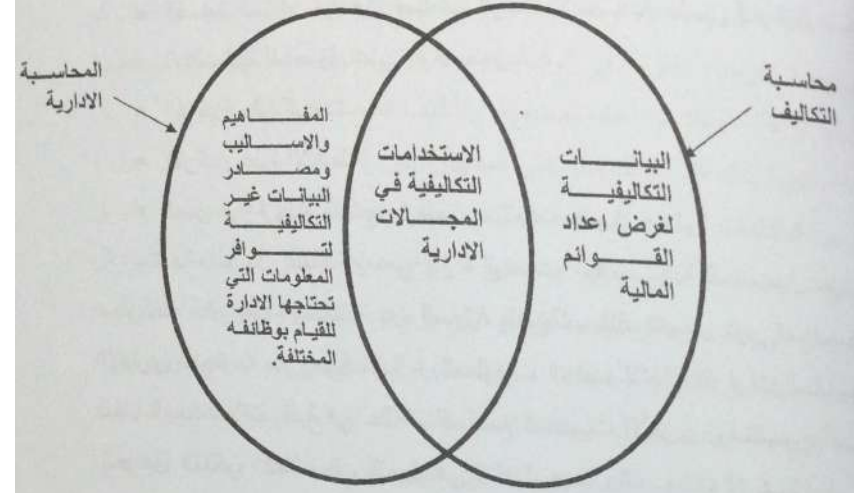 محاسبة
التكاليف
البيانات
التكاليفية
لغرض اعداد
القوائم
المالية
الاستخدامات
التكاليفية في
المجالات
الادارية
المفاهيم
والاساليب
ومصادر
البيانات غير
التكاليفية
لتوافر
المعلومات التي
تحتاجها الادارة
للقيام بوظائفه
المختلفة.
المحاسبة
الادارية